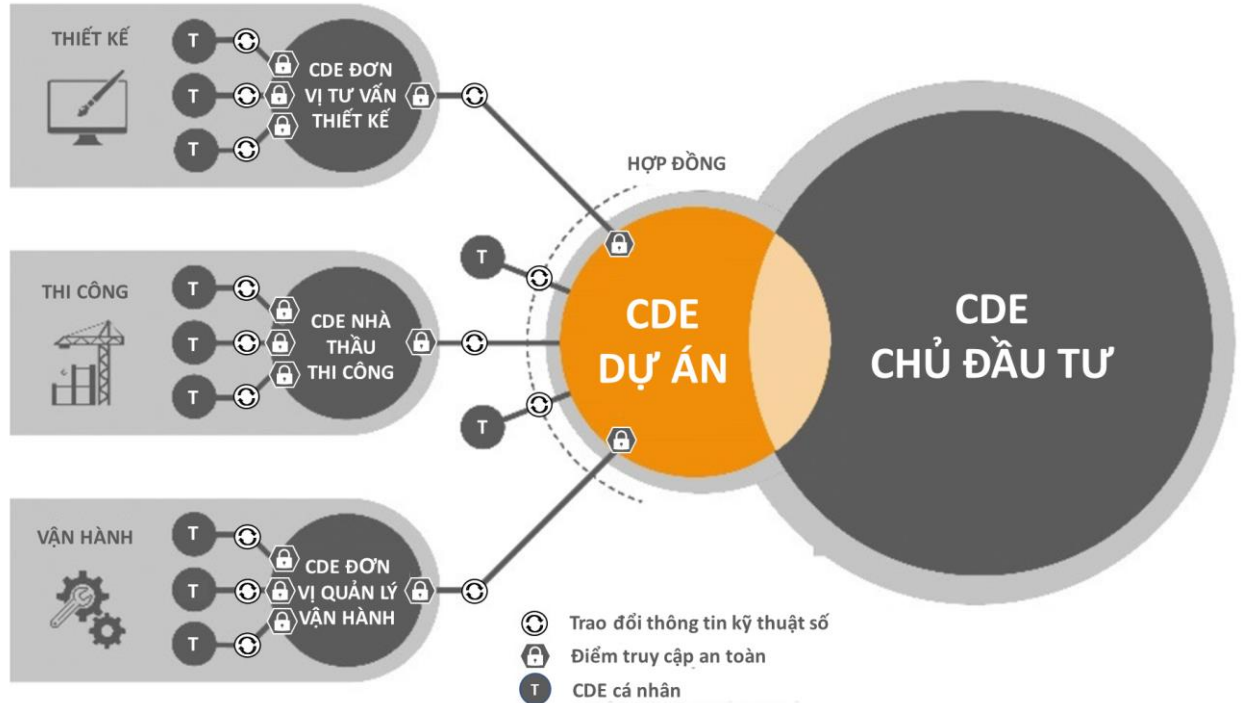 THIẾT KẾ
T
T
T
CDE ĐƠN
VỊ TƯ VẤN
THIẾT KẾ
THI CÔNG
T
T
T
CDE NHÀ
THẦU
THI CÔNG
VẬN HÀNH
T
T
T
CDE ĐƠN
VỊ QUẢN LÝ
VẬN HÀNH
HỢP ĐỒNG
T
T
CDE
DỰ ÁN
CDE
CHỦ ĐẦU TƯ
Trao đổi thông tin kỹ thuật số
Điểm truy cập an toàn
T CDE cá nhân